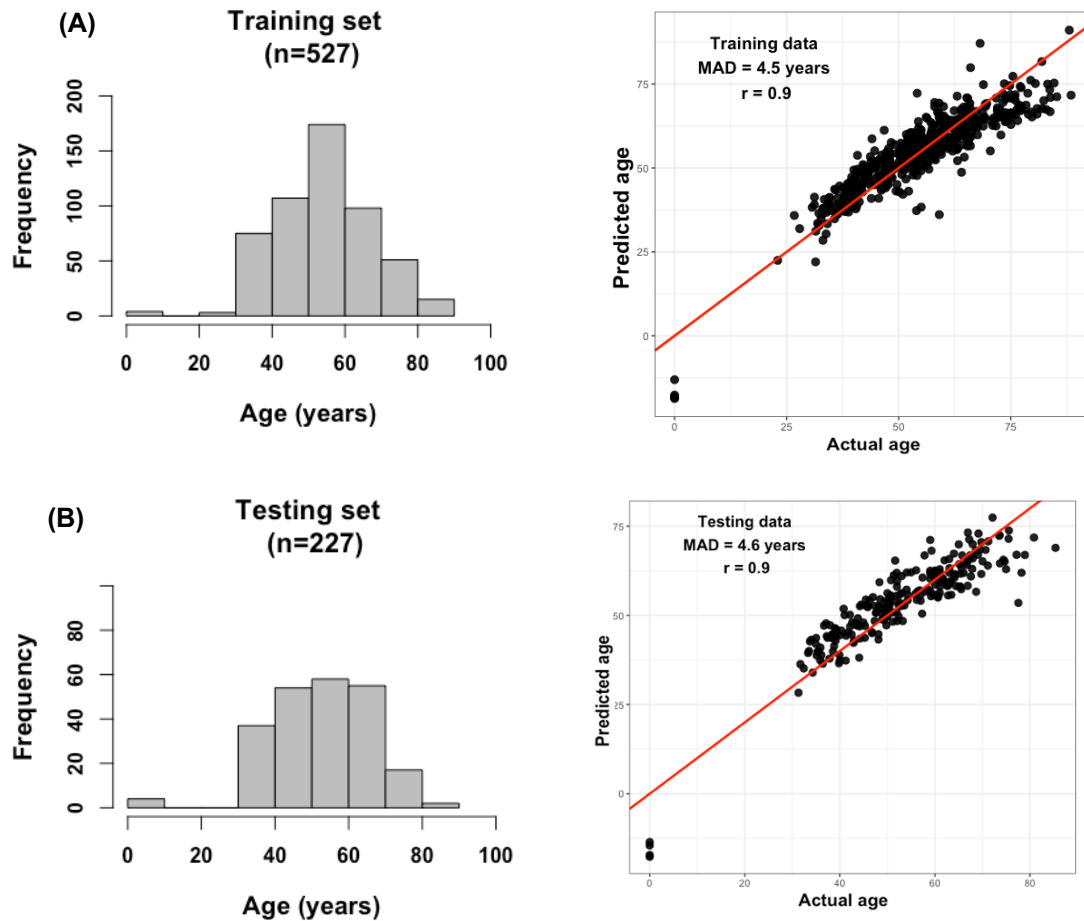 (A)
Training set
(n=527)
Frequency
200
150
100
50
0
0 20 40 60 80 100
Age (years)
Training data
MAD = 4.5 years
r = 0.9
Predicted age
75
50
25
0
0 25 50 75
Actual age
(B)
Testing set
(n=227)
Frequency
80
60
40
20
0
0 20 40 60 80 100
Age (years)
Testing data
MAD = 4.6 years
r = 0.9
Predicted age
75
50
25
0
0 20 40 60 80
Actual age